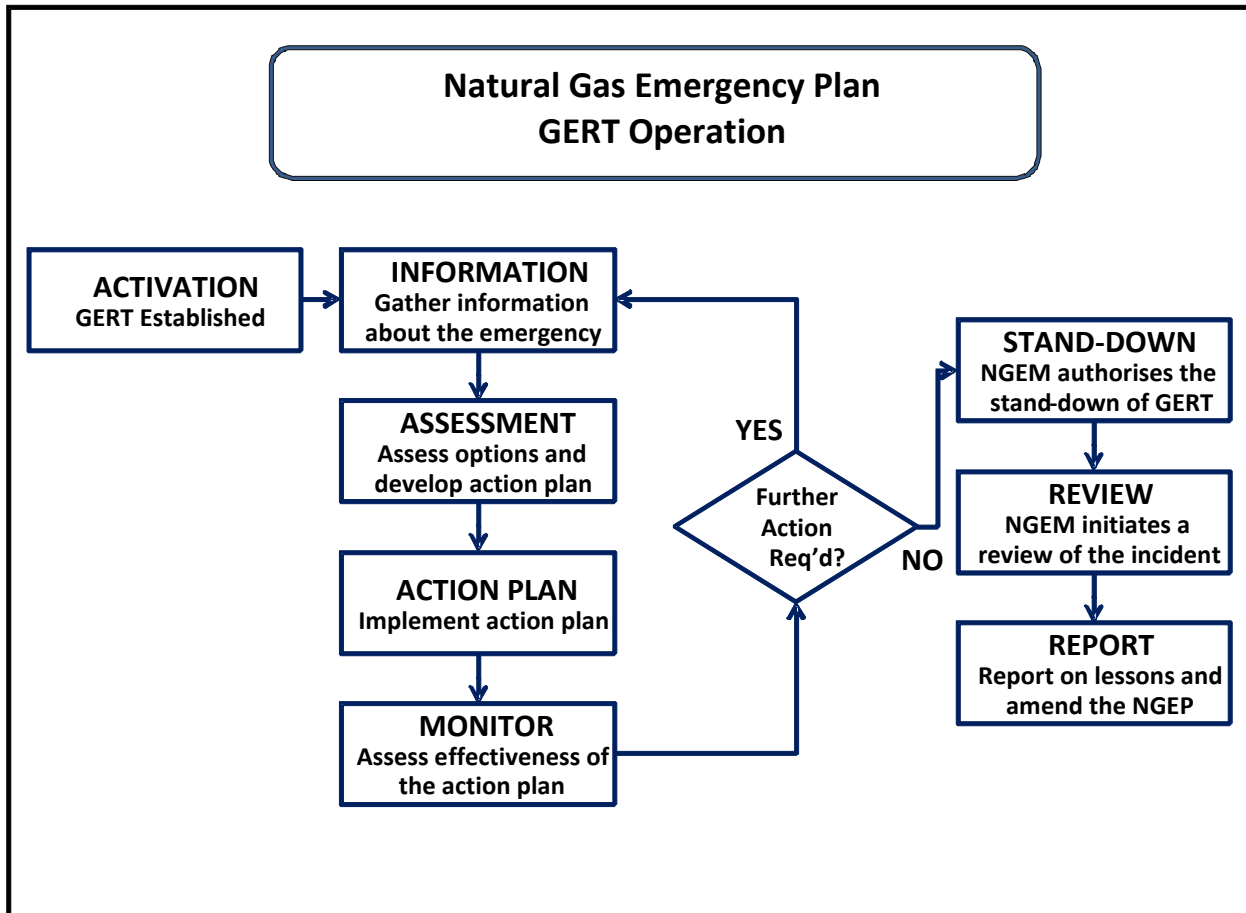 Natural Gas Emergency Plan
GERT Operation
ACTIVATION
GERT Established
INFORMATION
Gather information
about the emergency
ASSESSMENT
Assess options and
develop action plan
ACTION PLAN
Implement action plan
MONITOR
Assess effectiveness of
the action plan
YES
Further
Action
Req’d?
NO
STAND-DOWN
NGEM authorises the
stand-down of GERT
REVIEW
NGEM initiates a
review of the incident
REPORT
Report on lessons and
amend the NGEP